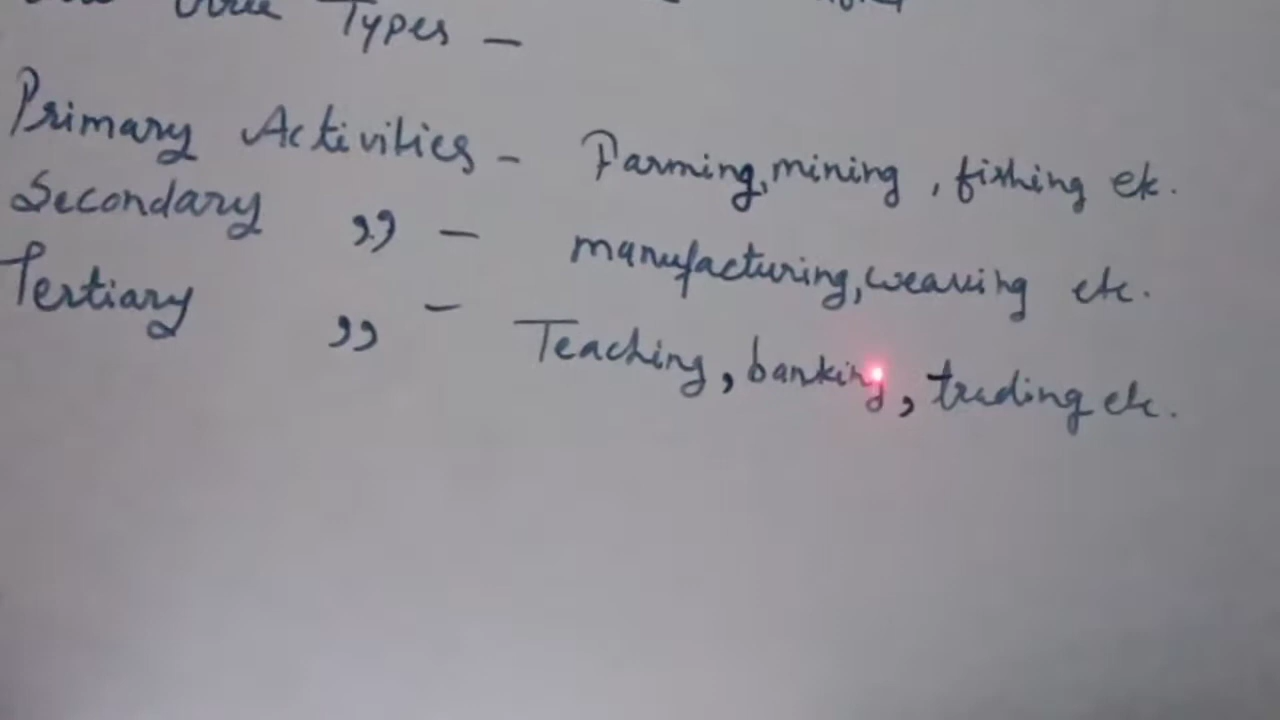 Types –
Primary Activities – Farming, mining, fishing etc.
Secondary ,, – manufacturing, weaving etc.
Tertiary ,, – Teaching, banking, trading etc.